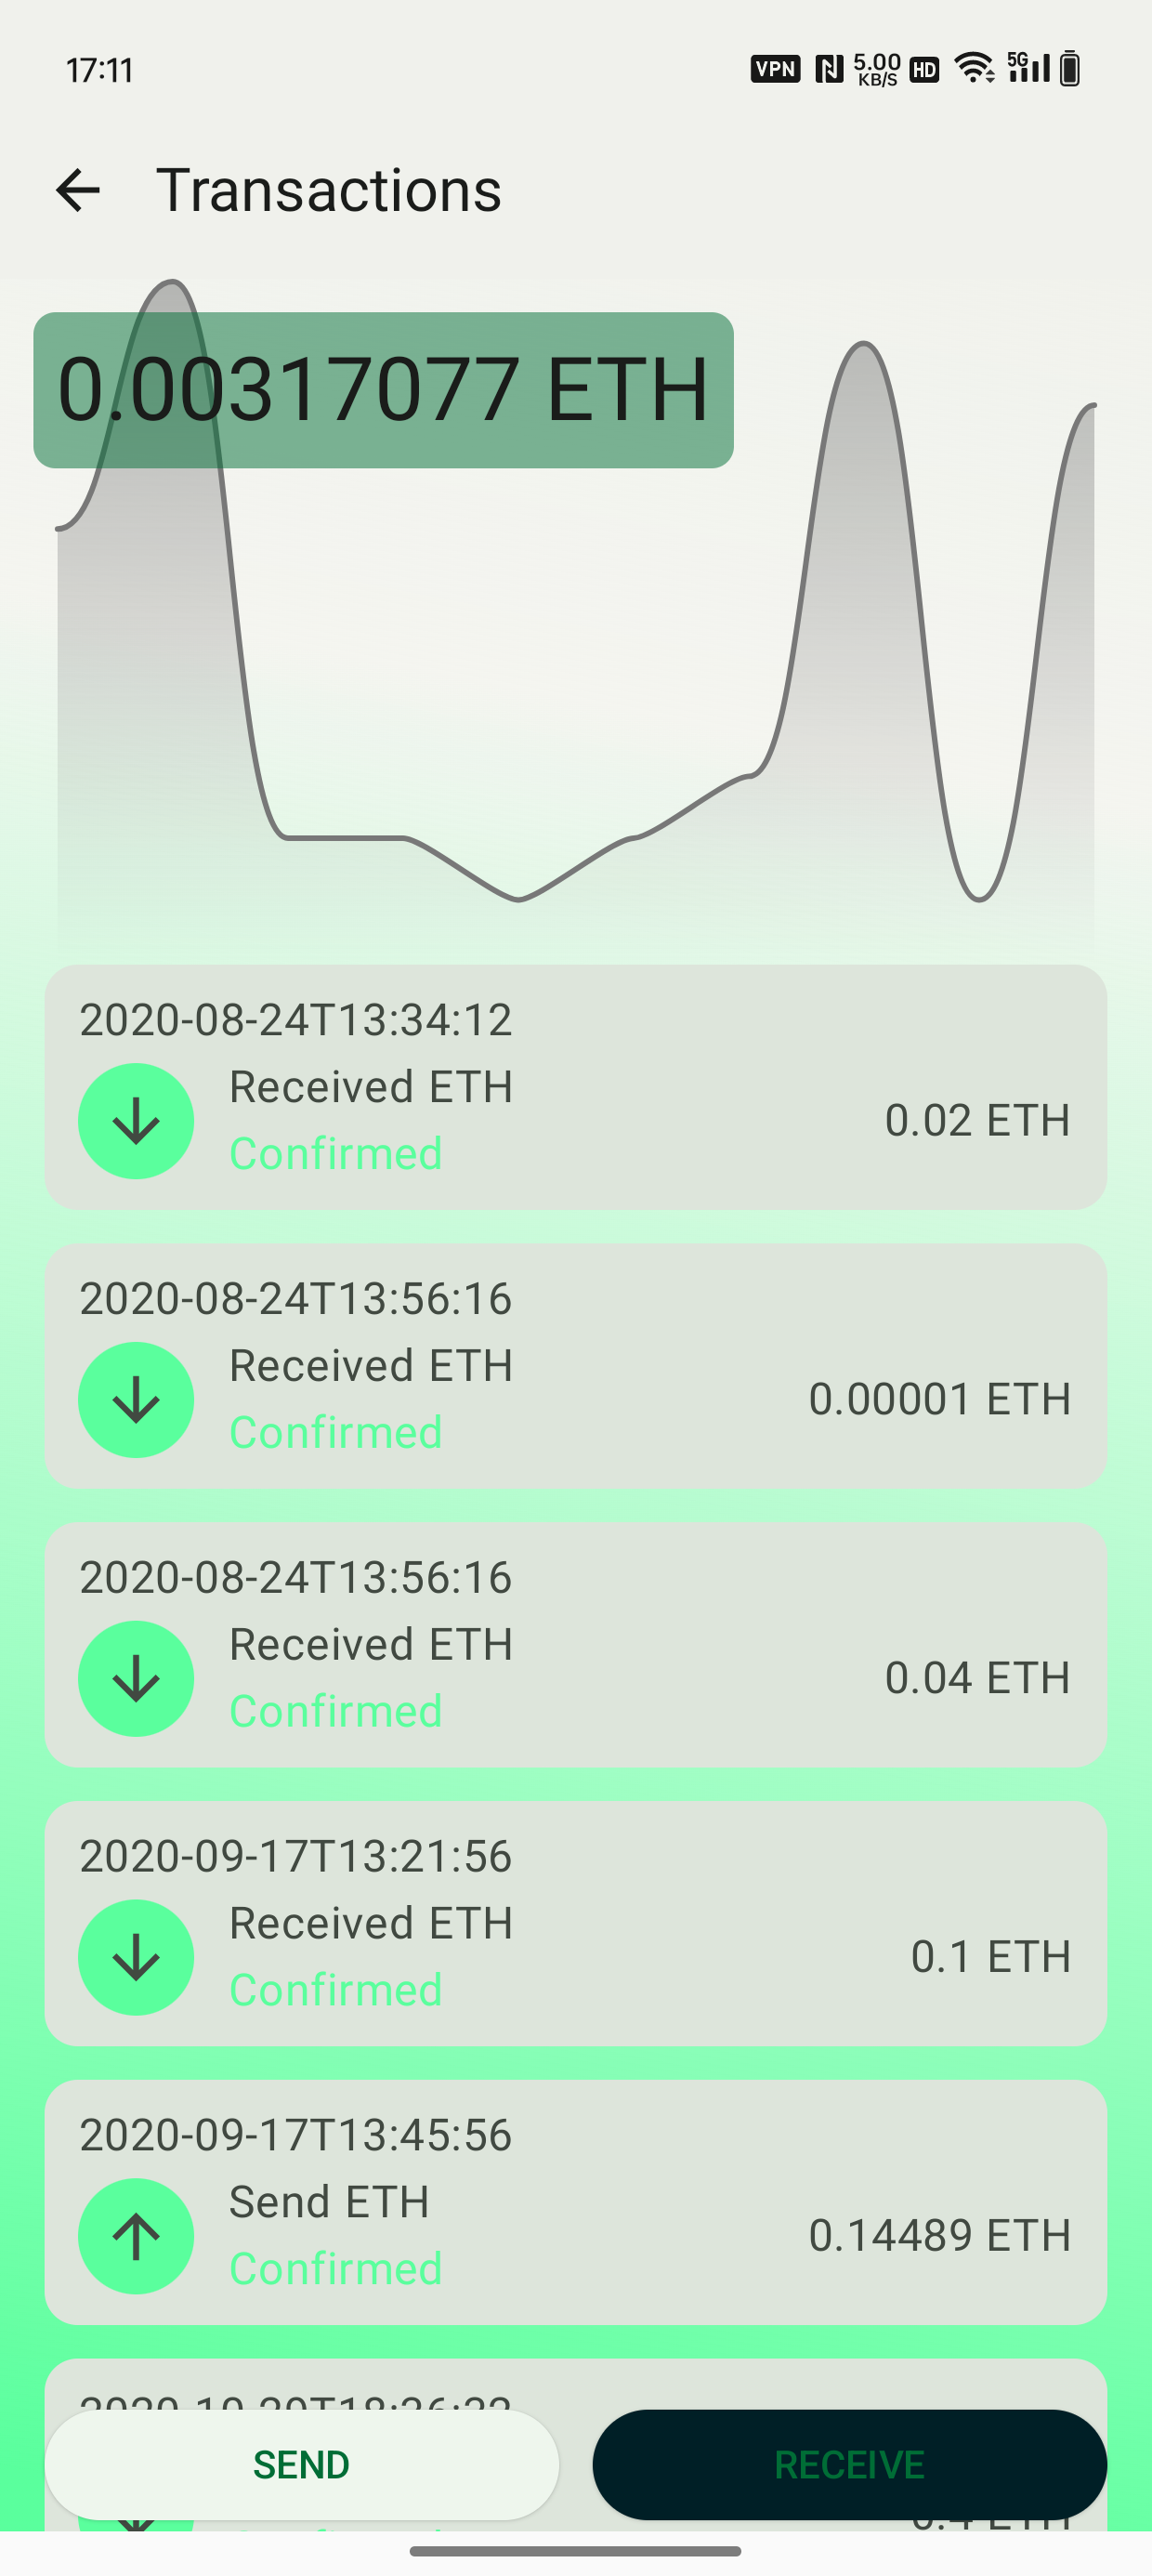 17:11
VPN 5.00 KB/S HD 5G
Transactions
0.00317077 ETH
2020-08-24T13:34:12
Received ETH
0.02 ETH
Confirmed
2020-08-24T13:56:16
Received ETH
0.00001 ETH
Confirmed
2020-08-24T13:56:16
Received ETH
0.04 ETH
Confirmed
2020-09-17T13:21:56
Received ETH
0.1 ETH
Confirmed
2020-09-17T13:45:56
Send ETH
0.14489 ETH
Confirmed
SEND
RECEIVE